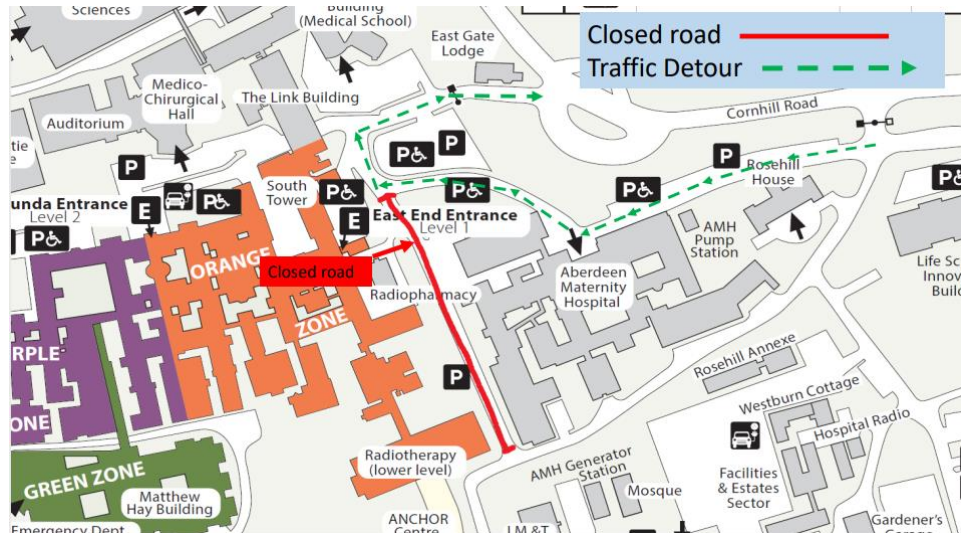 Sciences
Building
(Medical School)
East Gate
Lodge
Closed road
Traffic Detour
Medico-
Chirurgical
Hall
The Link Building
Cornhill Road
Auditorium
P
P
P
P
Rosehill
House
South
Tower
P
P
P
P
P
unda Entrance
Level 2
E
E
East End Entrance
Level 1
P
AMH
Pump
Station
ORANGE
ZONE
Closed road
Radiopharmacy
Aberdeen
Maternity
Hospital
Life Sc
Innov
Buil
RPLE
ONE
P
Rosehill Annexe
Westburn Cottage
Hospital Radio
Radiotherapy
(lower level)
AMH Generator
Station
Facilities
& Estates
Sector
GREEN ZONE
Matthew
Hay Building
Mosque
Emergency Dept
ANCHOR
Centre
LM &T
Gardener's